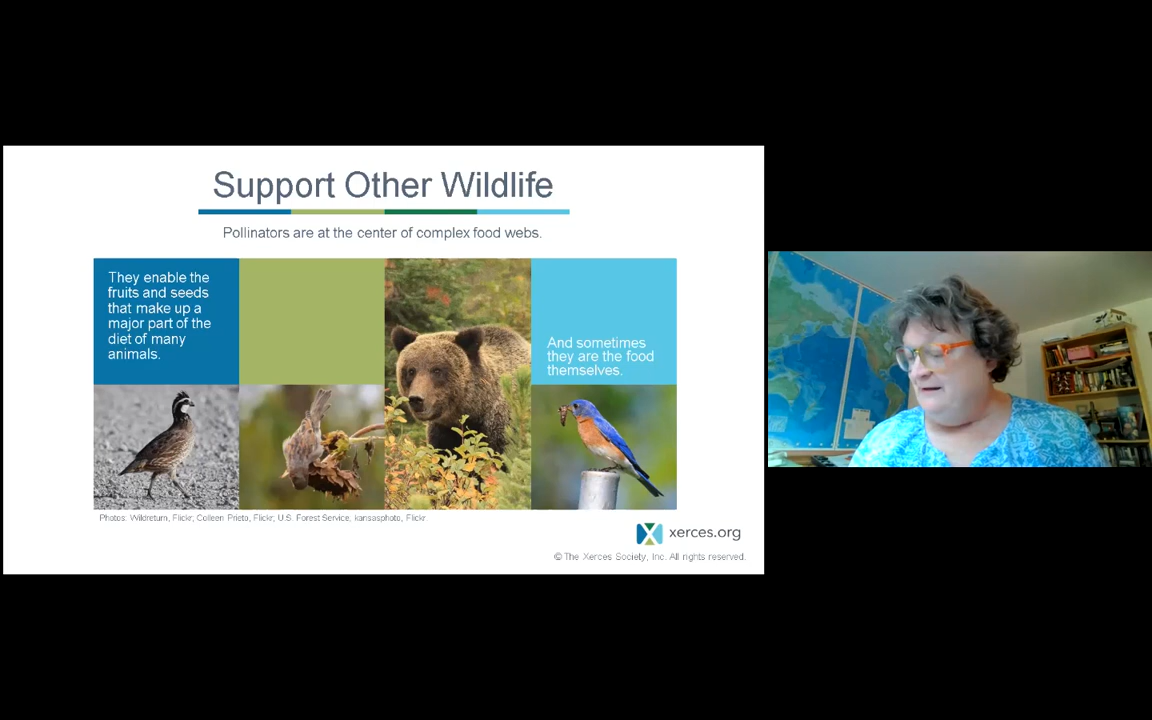 Support Other Wildlife
Pollinators are at the center of complex food webs.
They enable the
fruits and seeds
that make up a
major part of the
diet of many
animals.
And sometimes
they are the food
themselves.
Photos: Wildreturn, Flickr; Colleen Prieto, Flickr; U.S. Forest Service, kansasphoto, Flickr.
xerces.org
© The Xerces Society, Inc. All rights reserved.